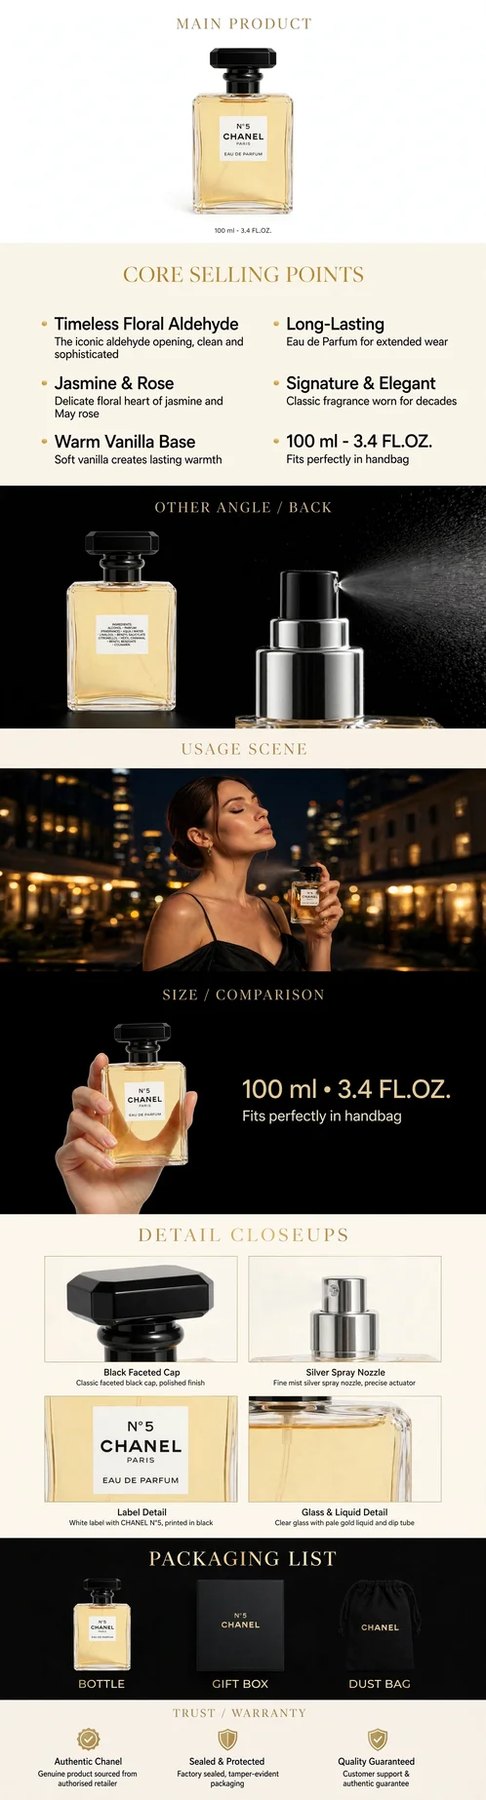 MAIN PRODUCT
N°5
CHANEL
PARIS
EAU DE PARFUM
100 ml - 3.4 FL.OZ.
CORE SELLING POINTS
Timeless Floral Aldehyde
The iconic aldehyde opening, clean and
sophisticated
Long-Lasting
Eau de Parfum for extended wear
Jasmine & Rose
Delicate floral heart of jasmine and
May rose
Signature & Elegant
Classic fragrance worn for decades
Warm Vanilla Base
Soft vanilla creates lasting warmth
100 ml - 3.4 FL.OZ.
Fits perfectly in handbag
OTHER ANGLE / BACK
INGREDIENTS:
ALCOHOL • PARFUM
USAGE SCENE
CHANEL
SIZE / COMPARISON
N°5
CHANEL
PARIS
EAU DE PARFUM
100 ml • 3.4 FL.OZ.
Fits perfectly in handbag
DETAIL CLOSEUPS
Black Faceted Cap
Classic faceted black cap, polished finish
Silver Spray Nozzle
Fine mist silver spray nozzle, precise actuator
N°5
CHANEL
PARIS
EAU DE PARFUM
Label Detail
White label with CHANEL N°5, printed in black
Glass & Liquid Detail
Clear glass with pale gold liquid and dip tube
PACKAGING LIST
N°5
CHANEL
PARIS
EAU DE PARFUM
BOTTLE
N°5
CHANEL
GIFT BOX
CHANEL
DUST BAG
TRUST / WARRANTY
Authentic Chanel
Genuine product sourced from
authorised retailer
Sealed & Protected
Factory sealed, tamper-evident
packaging
Quality Guaranteed
Customer support &
authentic guarantee